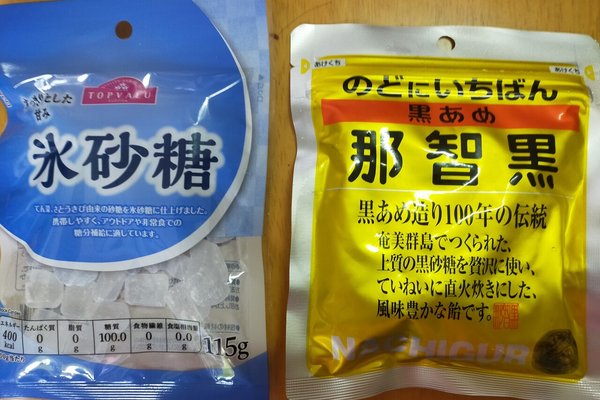 すっきりとした
甘み
TOPVALU
氷砂糖
てん菜、さとうきび由来の砂糖を氷砂糖に仕上げました。
携帯しやすく、アウトドアや非常食での
糖分補給に適しています。
エネルギー
400
kcal
たんぱく質
0
g
脂質
0
g
糖質
100.0
g
食物繊維
0
g
食塩相当量
0.0
g
115g
あけくち
あけくち
のどにいちばん
黒あめ
那智黒
黒あめ造り100年の伝統
奄美群島でつくられた、
上質の黒砂糖を贅沢に使い、
ていねいに直火炊きにした、
風味豊かな飴です。
NACHIGUR